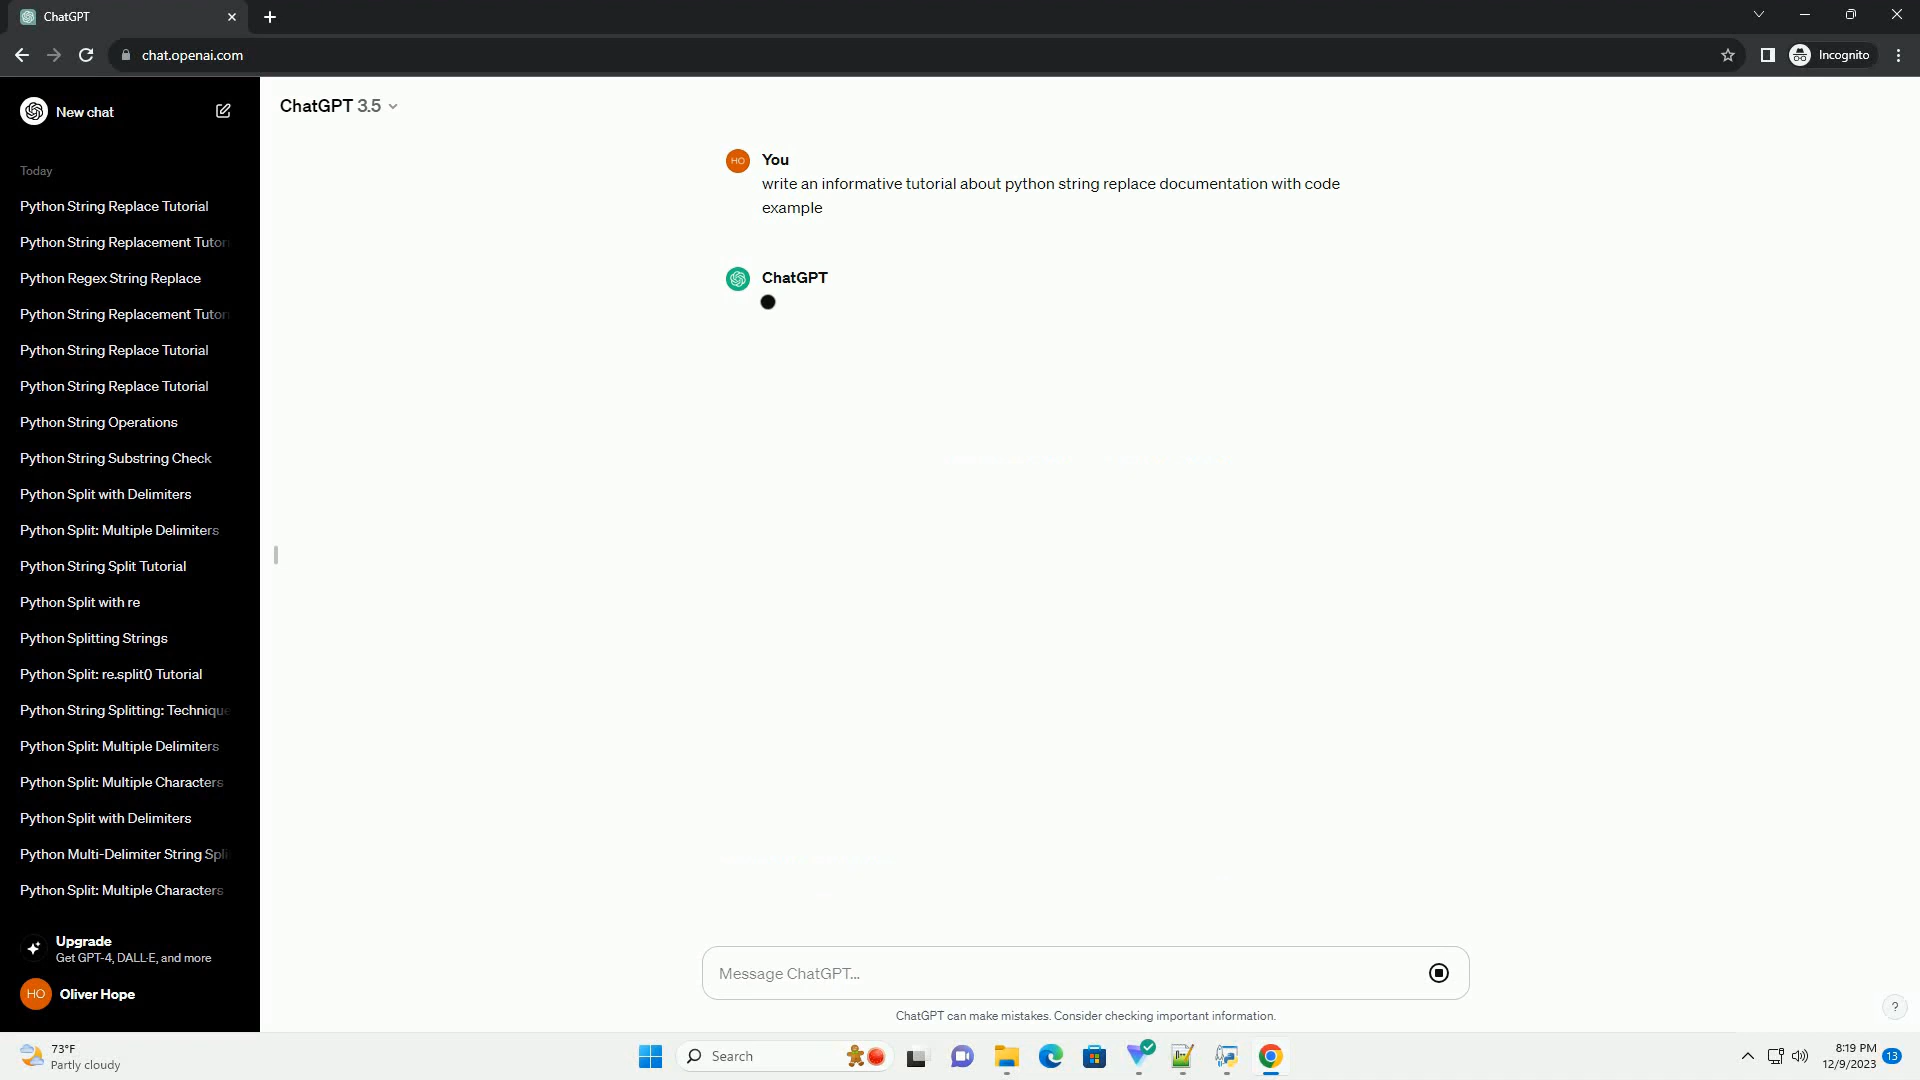 ChatGPT
chat.openai.com
Incognito
New chat
Today
Python String Replace Tutorial
Python String Replacement Tutor
Python Regex String Replace
Python String Replacement Tutor
Python String Replace Tutorial
Python String Replace Tutorial
Python String Operations
Python String Substring Check
Python Split with Delimiters
Python Split: Multiple Delimiters
Python String Split Tutorial
Python Split with re
Python Splitting Strings
Python Split: re.split() Tutorial
Python String Splitting: Technique
Python Split: Multiple Delimiters
Python Split: Multiple Characters
Python Split with Delimiters
Python Multi-Delimiter String Spli
Python Split: Multiple Characters
Upgrade
Get GPT-4, DALL·E, and more
HO Oliver Hope
ChatGPT 3.5
HO You
write an informative tutorial about python string replace documentation with code
example
ChatGPT
Message ChatGPT...
ChatGPT can make mistakes. Consider checking important information.
?
73°F
Partly cloudy
Search
8:19 PM
12/9/2023
13